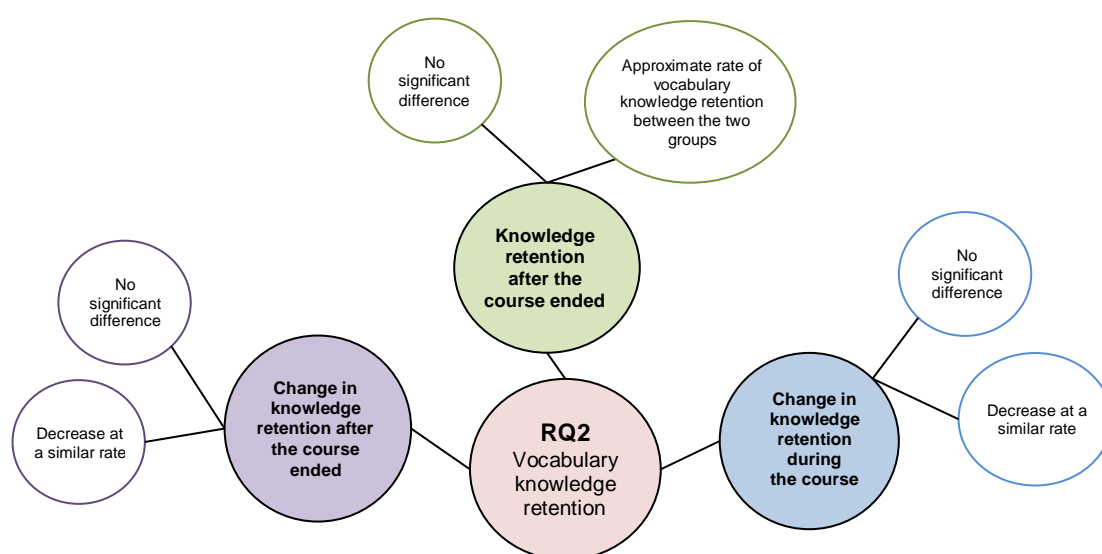 No
significant
difference
Approximate rate of
vocabulary
knowledge retention
between the two
groups
Knowledge
retention
after the
course ended
No
significant
difference
Decrease at
a similar rate
Change in
knowledge
retention after
the course
ended
RQ2
Vocabulary
knowledge
retention
Change in
knowledge
retention
during
the course
No
significant
difference
Decrease at a
similar rate